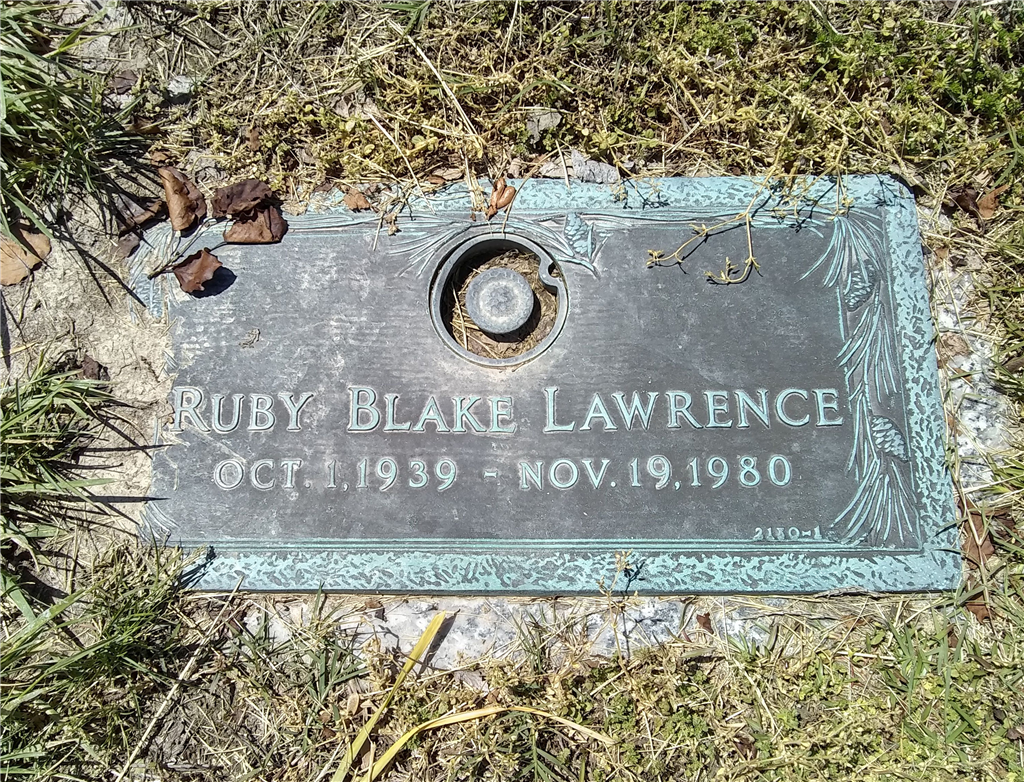 RUBY BLAKE LAWRENCE
OCT. 1, 1939 - NOV. 19, 1980
2130-1